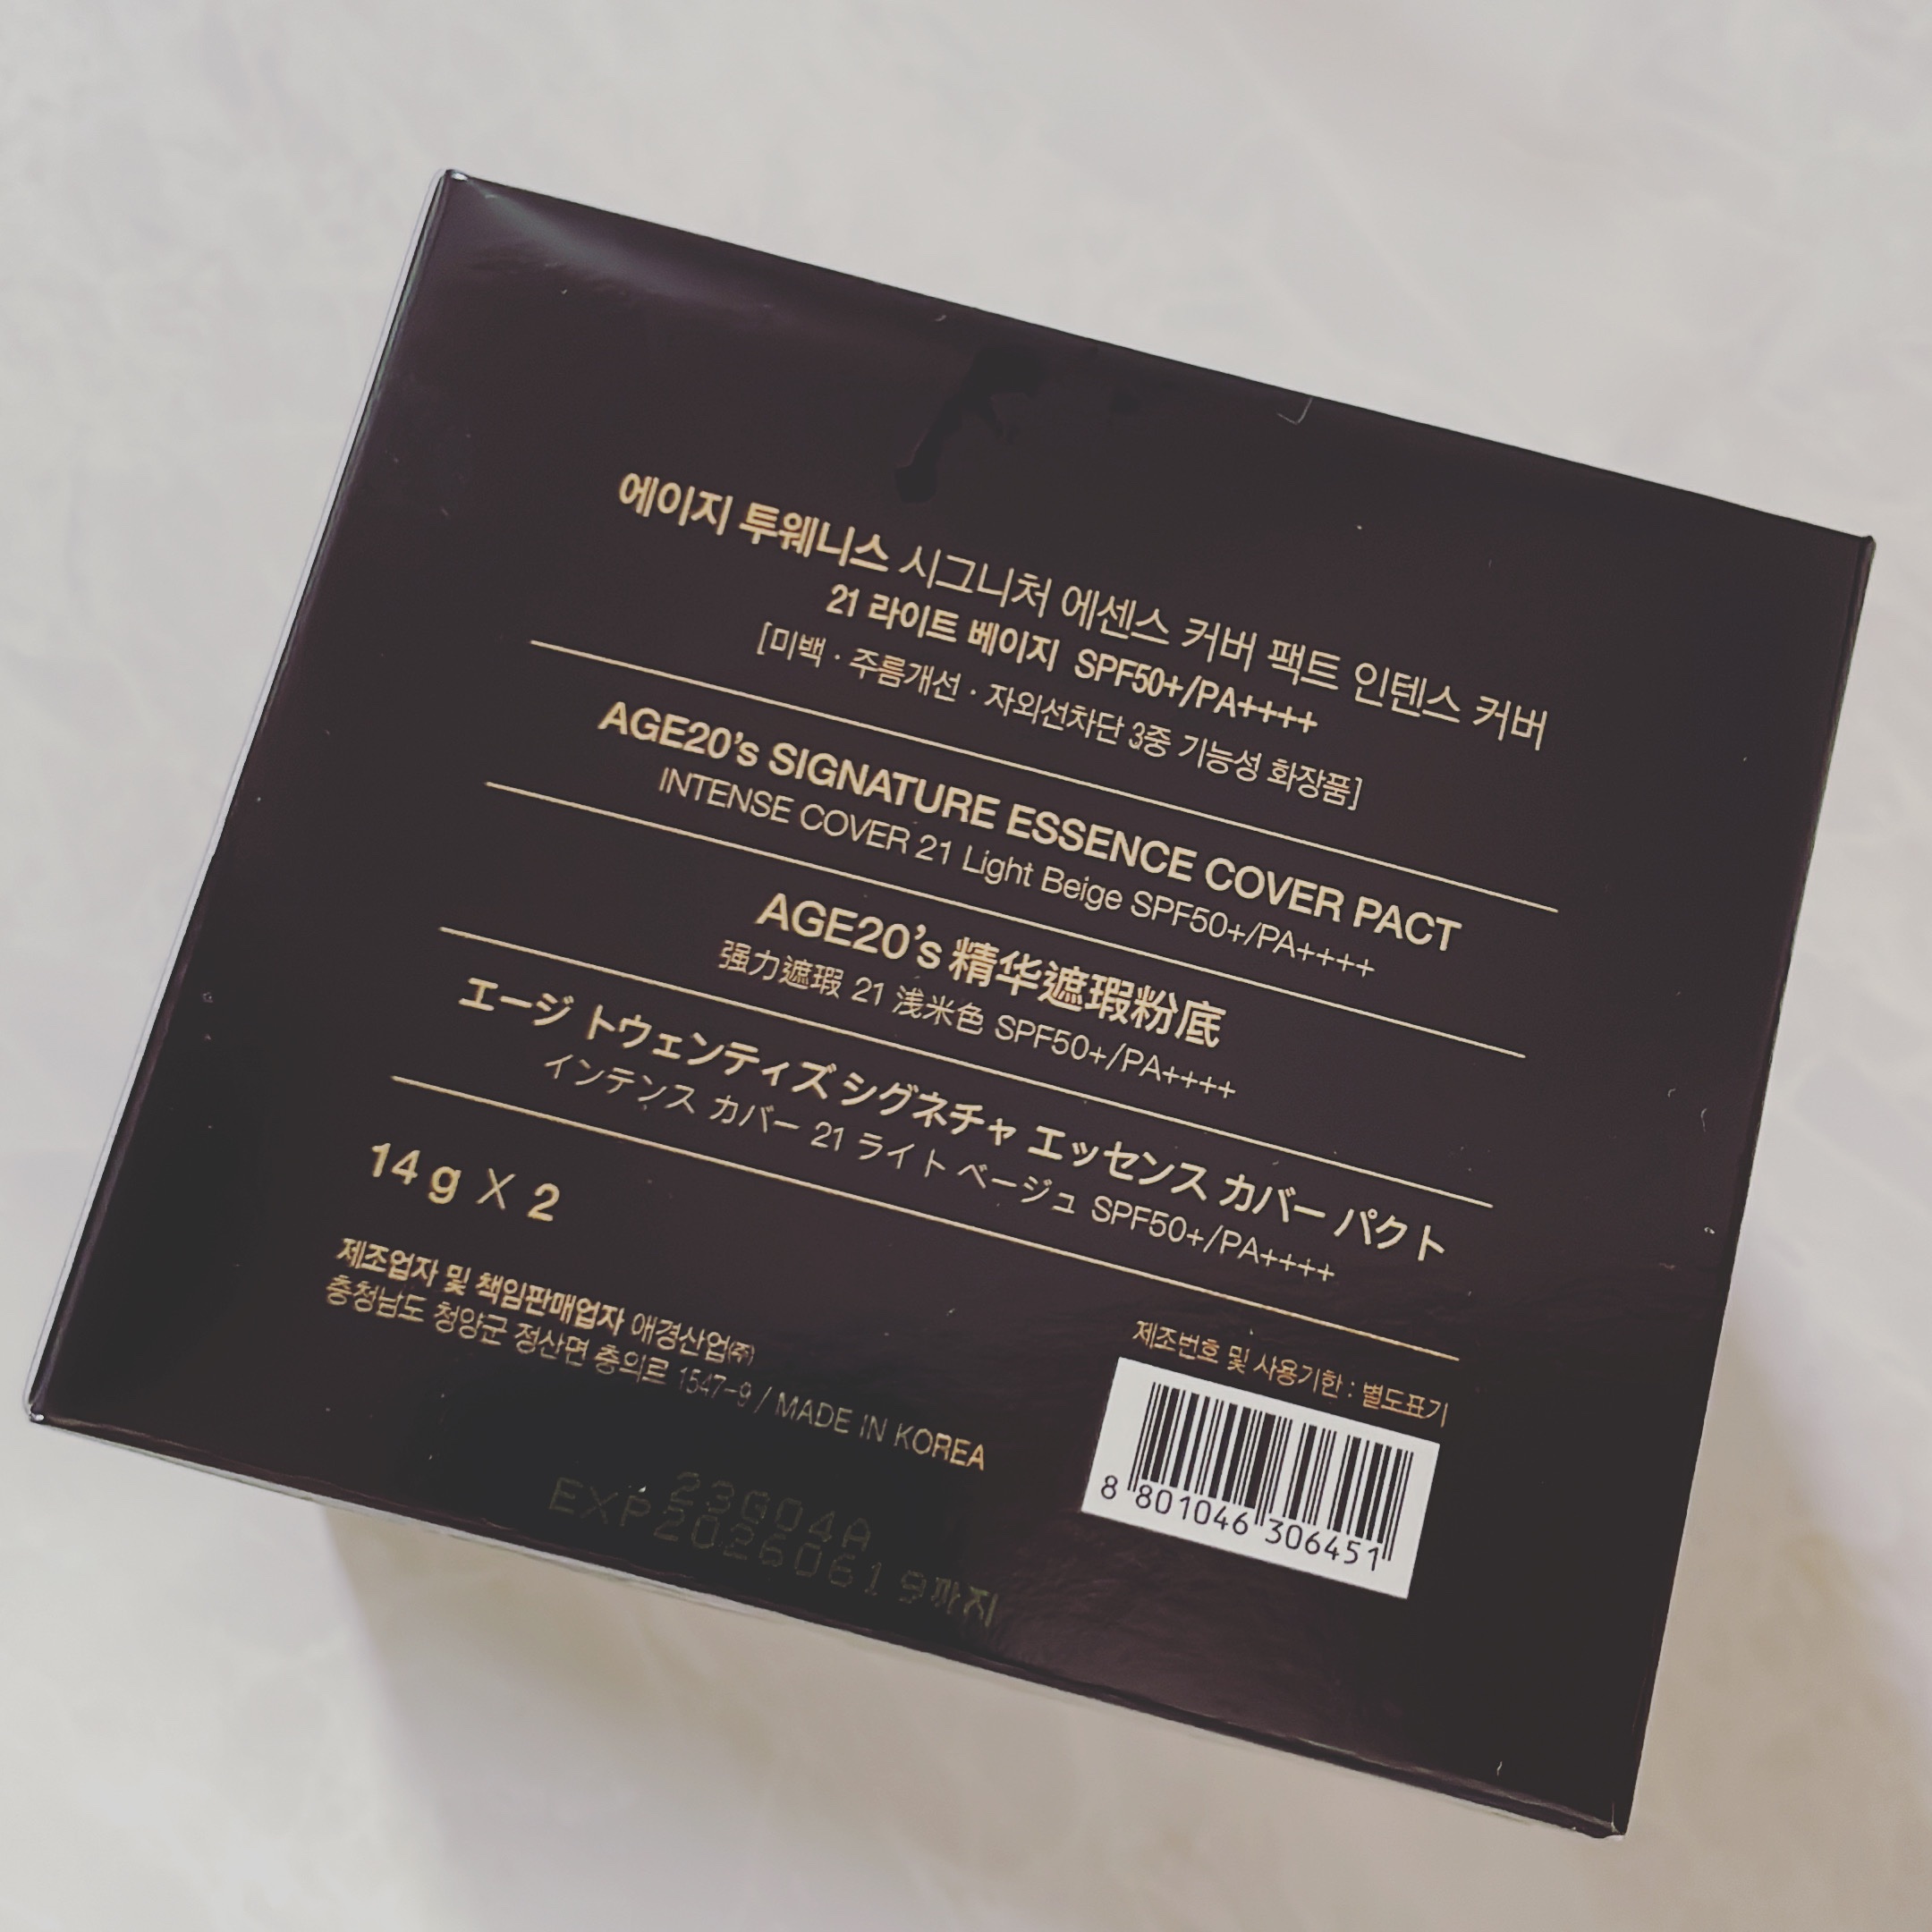 에이지 투웨니스 시그니처 에센스 커버 팩트 인텐스 커버
21 라이트 베이지 SPF50+/PA++++
[미백 · 주름개선 · 자외선차단 3중 기능성 화장품]
AGE20's SIGNATURE ESSENCE COVER PACT
INTENSE COVER 21 Light Beige SPF50+/PA++++
AGE20's 精华遮瑕粉底
强力遮瑕 21 浅米色 SPF50+/PA++++
エージ トウェンティズ シグネチャ エッセンス カバー パクト
インテンス カバー 21 ライト ベージュ SPF50+/PA++++
14 g X 2
제조업자 및 책임판매업자 애경산업㈜
충청남도 청양군 정산면 충의로 1547-9 / MADE IN KOREA
제조번호 및 사용기한 : 별도표기
8 801046 306451
23G04A
EXP20260619까지